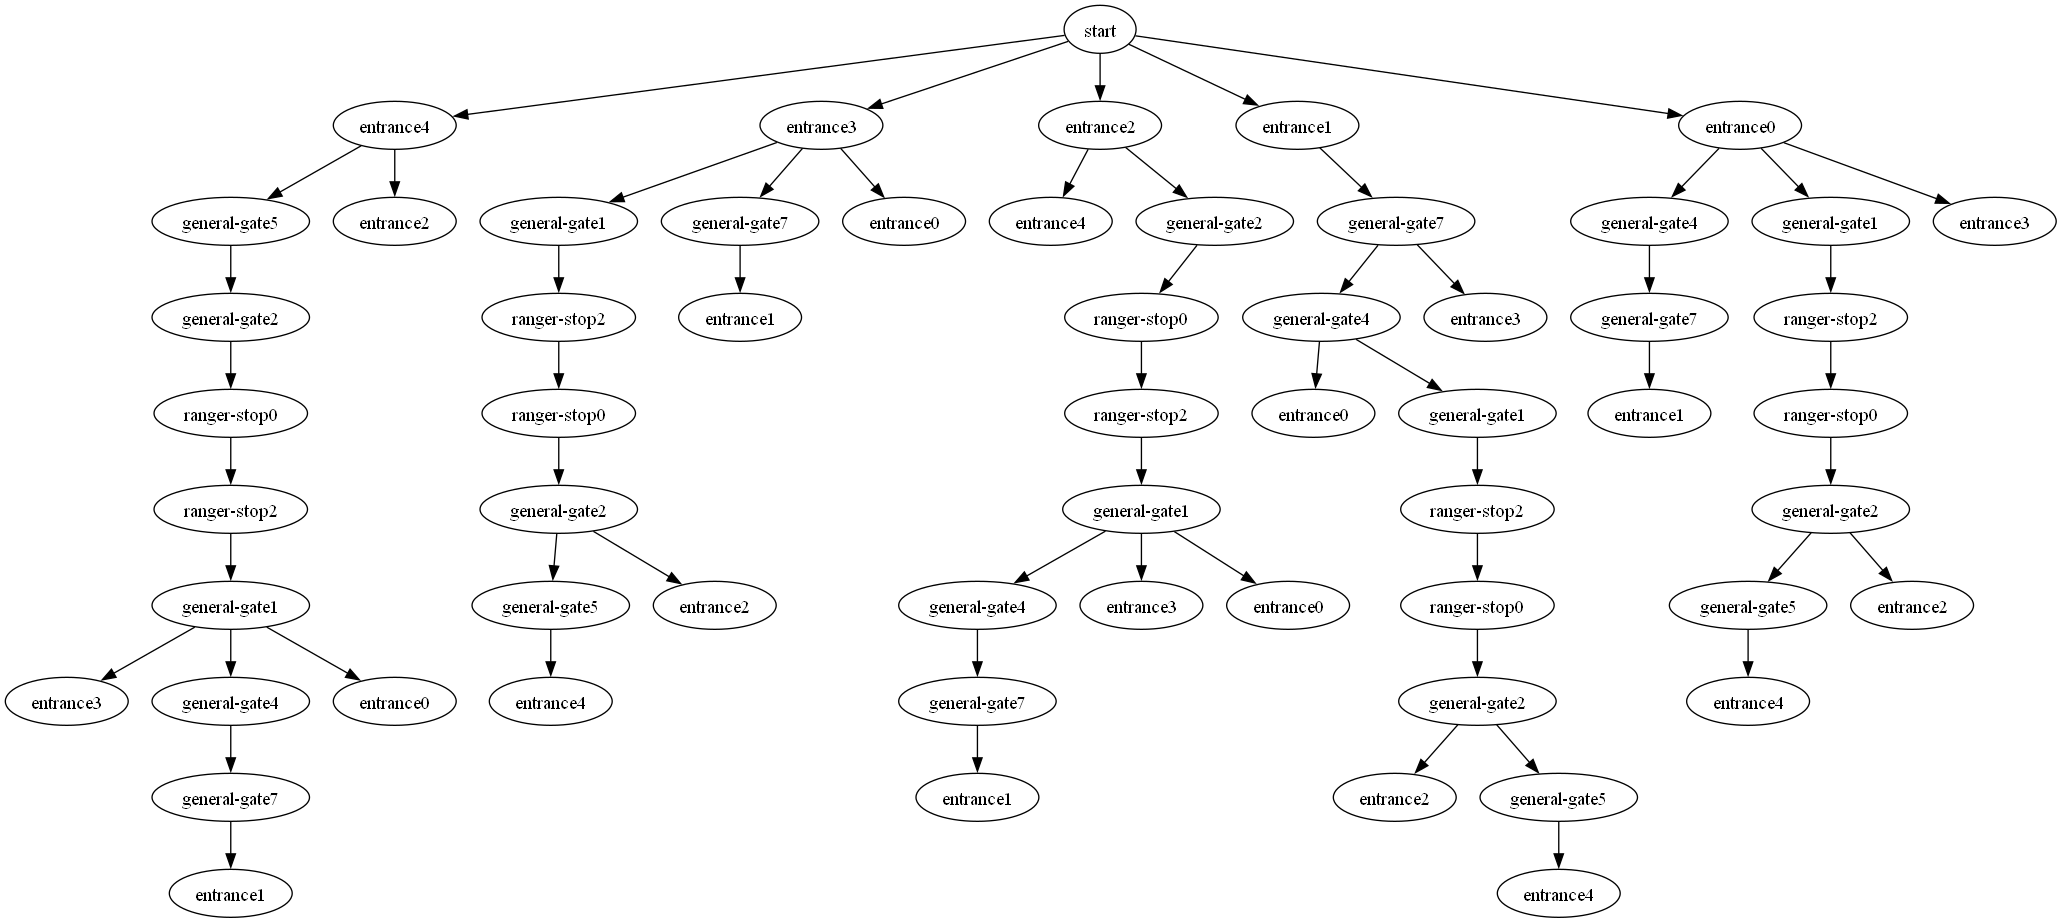 start
entrance4
entrance3
entrance2
entrance1
entrance0
general-gate5
entrance2
general-gate1
general-gate7
entrance0
entrance4
general-gate2
general-gate7
general-gate4
general-gate1
entrance3
general-gate2
ranger-stop2
entrance1
ranger-stop0
general-gate4
entrance3
general-gate7
ranger-stop2
ranger-stop0
ranger-stop0
ranger-stop2
entrance0
general-gate1
entrance1
ranger-stop0
ranger-stop2
general-gate2
general-gate1
ranger-stop2
general-gate2
general-gate1
general-gate5
entrance2
general-gate4
entrance3
entrance0
ranger-stop0
general-gate5
entrance2
entrance3
general-gate4
entrance0
entrance4
general-gate7
general-gate2
entrance4
general-gate7
entrance1
entrance2
general-gate5
entrance1
entrance4